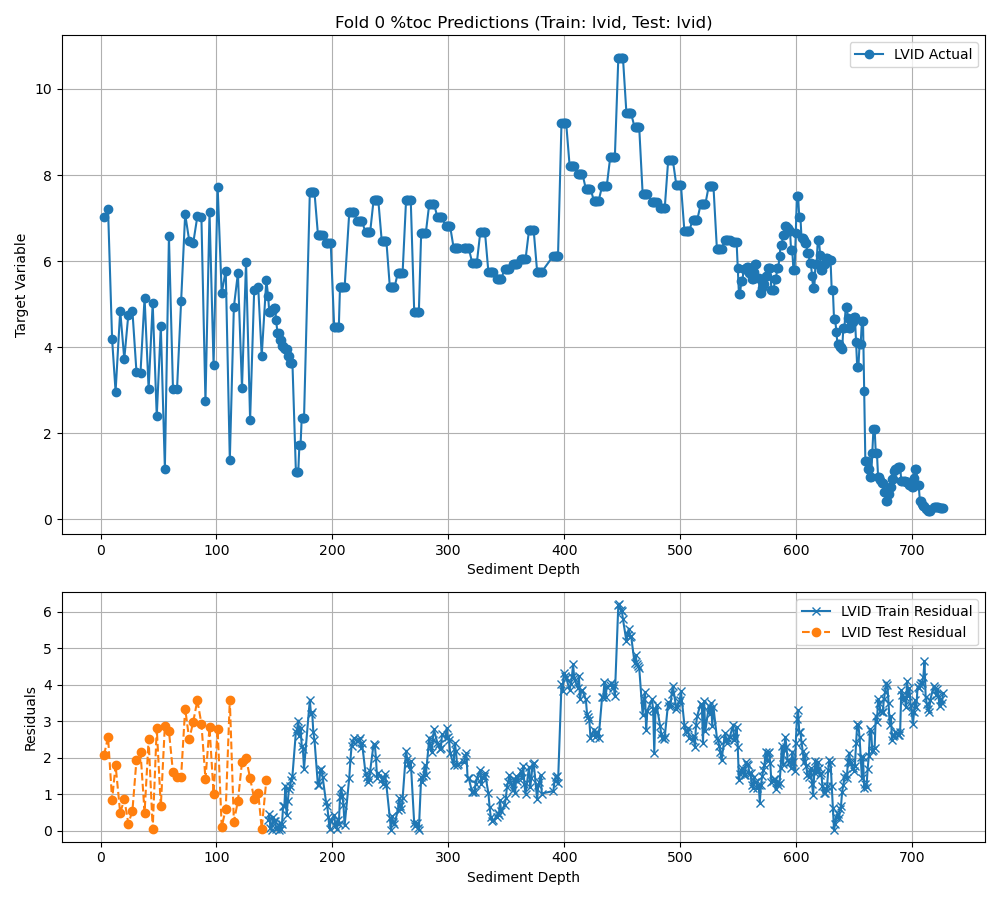 Fold 0 %toc Predictions (Train: lvid, Test: lvid)
LVID Actual
Target Variable
10
8
6
4
2
0
0 100 200 300 400 500 600 700
Sediment Depth
LVID Train Residual
LVID Test Residual
Residuals
6
5
4
3
2
1
0
0 100 200 300 400 500 600 700
Sediment Depth